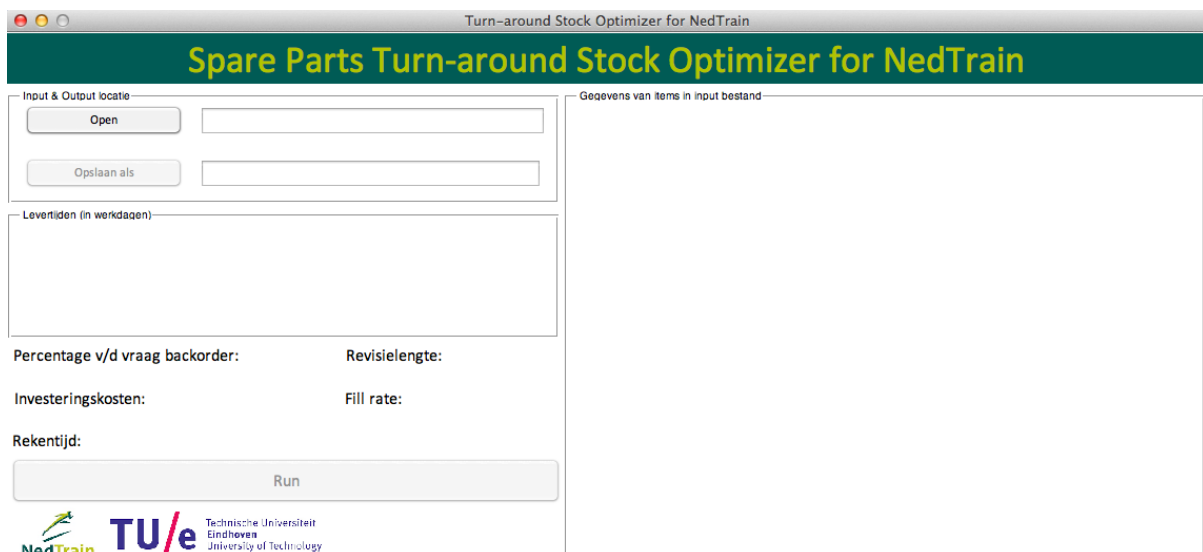 Turn-around Stock Optimizer for NedTrain
Spare Parts Turn-around Stock Optimizer for NedTrain
Input & Output locatie
Open
Opslaan als
Levertijden (in werkdagen)
Percentage v/d vraag backorder:
Revisielengte:
Investeringskosten:
Fill rate:
Rekentijd:
Run
NedTrain
TU/e
Technische Universiteit
Eindhoven
University of Technology
Gegevens van items in input bestand